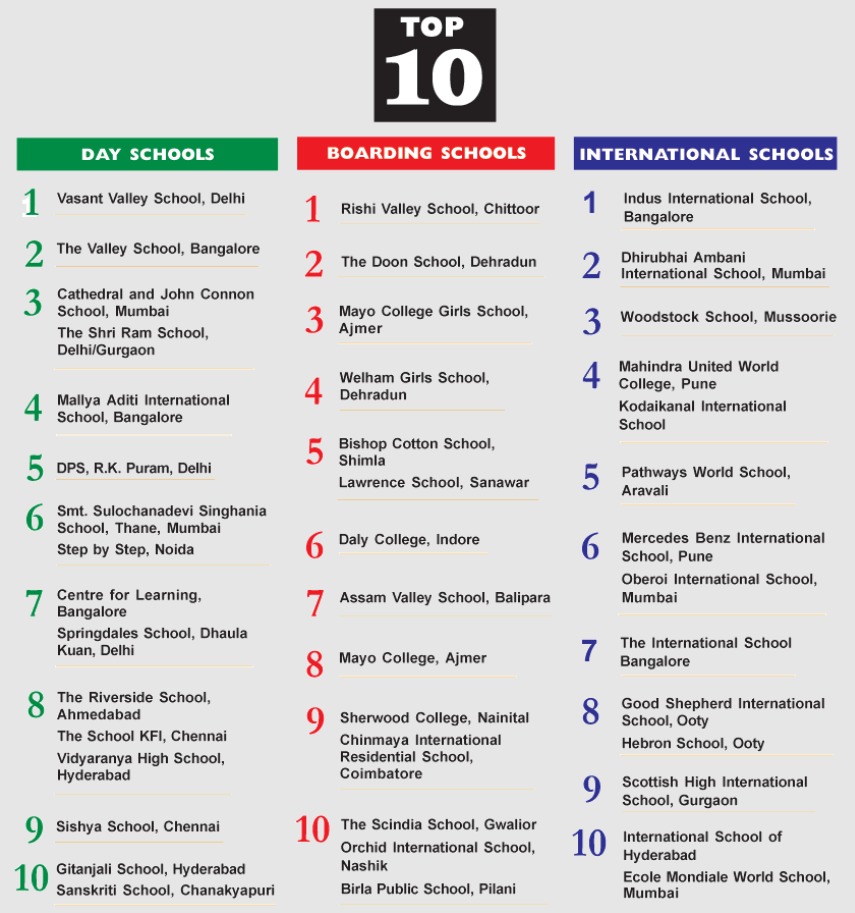 TOP
10
DAY SCHOOLS
1
Vasant Valley School, Delhi
2
The Valley School, Bangalore
3
Cathedral and John Connon
School, Mumbai
The Shri Ram School,
Delhi/Gurgaon
4
Mallya Aditi International
School, Bangalore
5
DPS, R.K. Puram, Delhi
6
Smt. Sulochanadevi Singhania
School, Thane, Mumbai
Step by Step, Noida
7
Centre for Learning,
Bangalore
Springdales School, Dhaula
Kuan, Delhi
8
The Riverside School,
Ahmedabad
The School KFI, Chennai
Vidyaranya High School,
Hyderabad
9
Sishya School, Chennai
10
Gitanjali School, Hyderabad
Sanskriti School, Chanakyapuri
BOARDING SCHOOLS
1
Rishi Valley School, Chittoor
2
The Doon School, Dehradun
3
Mayo College Girls School,
Ajmer
4
Welham Girls School,
Dehradun
5
Bishop Cotton School,
Shimla
Lawrence School, Sanawar
6
Daly College, Indore
7
Assam Valley School, Balipara
8
Mayo College, Ajmer
9
Sherwood College, Nainital
Chinmaya International
Residential School,
Coimbatore
10
The Scindia School, Gwalior
Orchid International School,
Nashik
Birla Public School, Pilani
INTERNATIONAL SCHOOLS
1
Indus International School,
Bangalore
2
Dhirubhai Ambani
International School, Mumbai
3
Woodstock School, Mussoorie
4
Mahindra United World
College, Pune
Kodaikanal International
School
5
Pathways World School,
Aravali
6
Mercedes Benz International
School, Pune
Oberoi International School,
Mumbai
7
The International School
Bangalore
8
Good Shepherd International
School, Ooty
Hebron School, Ooty
9
Scottish High International
School, Gurgaon
10
International School of
Hyderabad
Ecole Mondiale World School,
Mumbai